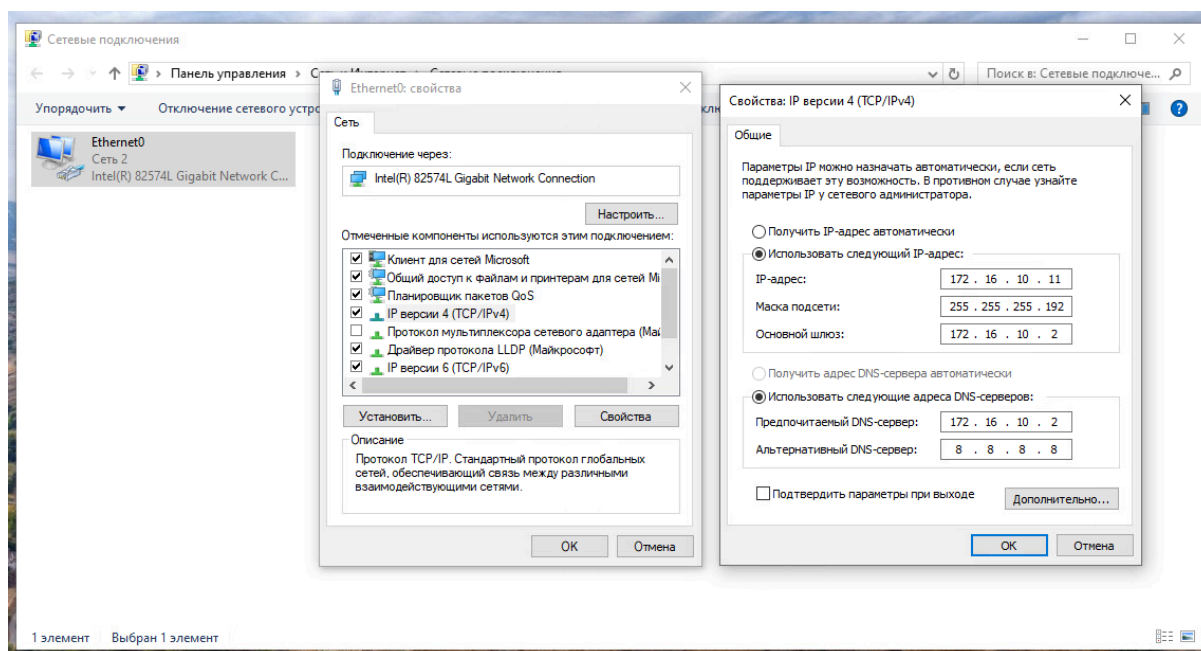 Сетевые подключения
Панель управления
Поиск в: Сетевые подключе...
Упорядочить
Отключение сетевого устро
Ethernet0
Сеть 2
Intel(R) 82574L Gigabit Network C...
1 элемент
Выбран 1 элемент
Ethernet0: свойства
Сеть
Подключение через:
Intel(R) 82574L Gigabit Network Connection
Настроить...
Отмеченные компоненты используются этим подключением:
Клиент для сетей Microsoft
Общий доступ к файлам и принтерам для сетей Mi
Планировщик пакетов QoS
IP версии 4 (TCP/IPv4)
Протокол мультиплексора сетевого адаптера (Май
Драйвер протокола LLDP (Майкрософт)
IP версии 6 (TCP/IPv6)
Установить...
Удалить
Свойства
Описание
Протокол TCP/IP. Стандартный протокол глобальных
сетей, обеспечивающий связь между различными
взаимодействующими сетями.
OK
Отмена
Свойства: IP версии 4 (TCP/IPv4)
Общие
Параметры IP можно назначать автоматически, если сеть
поддерживает эту возможность. В противном случае узнайте
параметры IP у сетевого администратора.
Получить IP-адрес автоматически
Использовать следующий IP-адрес:
IP-адрес: 172 . 16 . 10 . 11
Маска подсети: 255 . 255 . 255 . 192
Основной шлюз: 172 . 16 . 10 . 2
Получить адрес DNS-сервера автоматически
Использовать следующие адреса DNS-серверов:
Предпочитаемый DNS-сервер: 172 . 16 . 10 . 2
Альтернативный DNS-сервер: 8 . 8 . 8 . 8
Подтвердить параметры при выходе
Дополнительно...
OK
Отмена